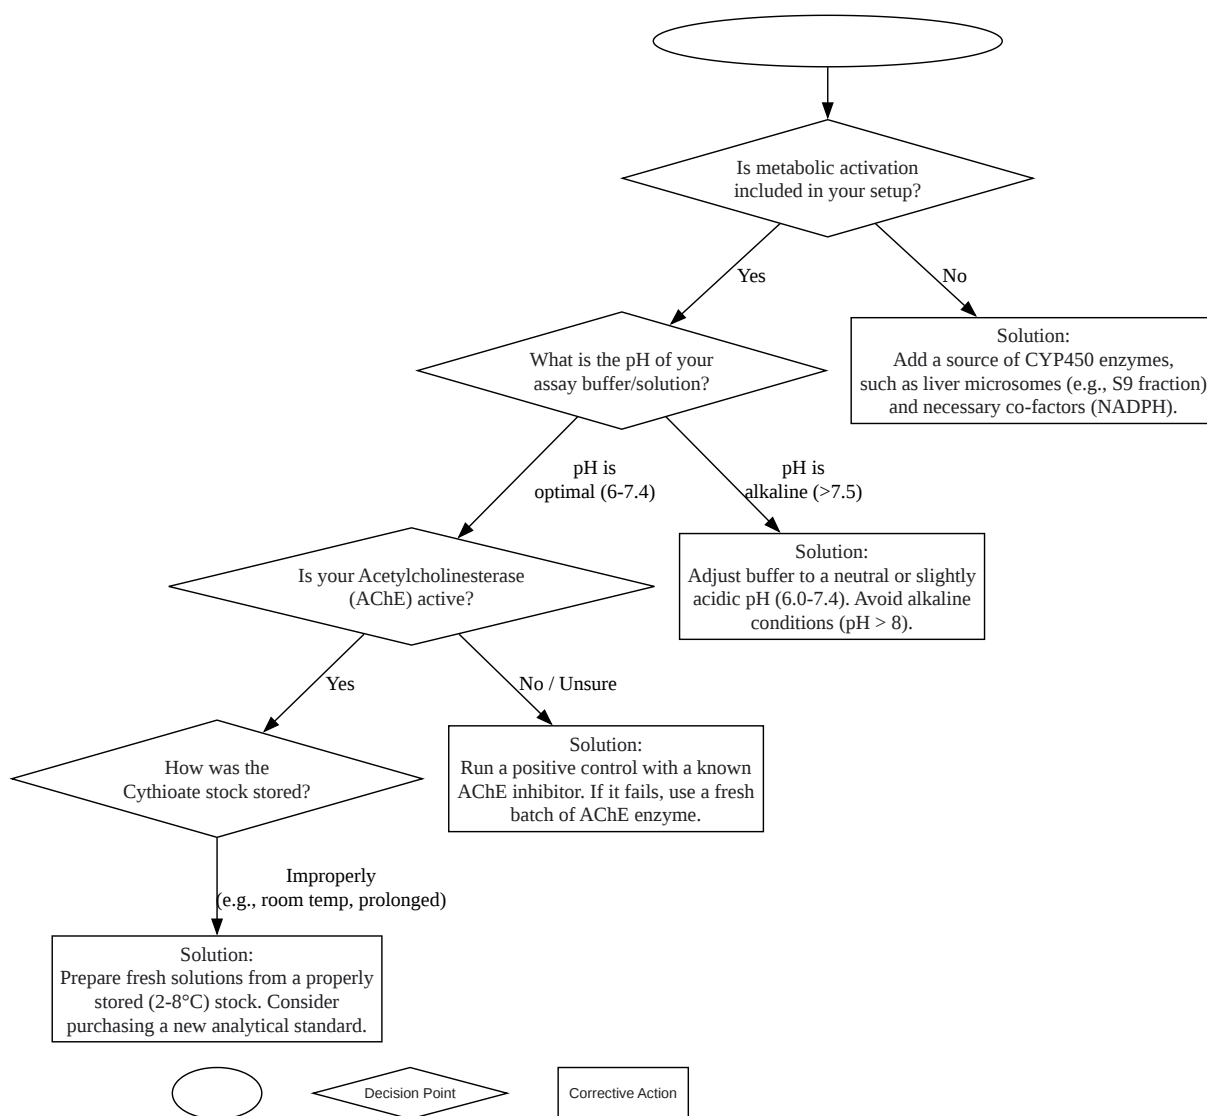 Is metabolic activation
included in your setup?
Yes
No
What is the pH of your
assay buffer/solution?
Solution:
Add a source of CYP450 enzymes,
such as liver microsomes (e.g., S9 fraction)
and necessary co-factors (NADPH).
pH is
optimal (6-7.4)
pH is
alkaline (>7.5)
Is your Acetylcholinesterase
(AChE) active?
Solution:
Adjust buffer to a neutral or slightly
acidic pH (6.0-7.4). Avoid alkaline
conditions (pH > 8).
Yes
No / Unsure
How was the
Cythioate stock stored?
Solution:
Run a positive control with a known
AChE inhibitor. If it fails, use a fresh
batch of AChE enzyme.
Improperly
(e.g., room temp, prolonged)
Solution:
Prepare fresh solutions from a properly
stored (2-8°C) stock. Consider
purchasing a new analytical standard.
Decision Point
Corrective Action